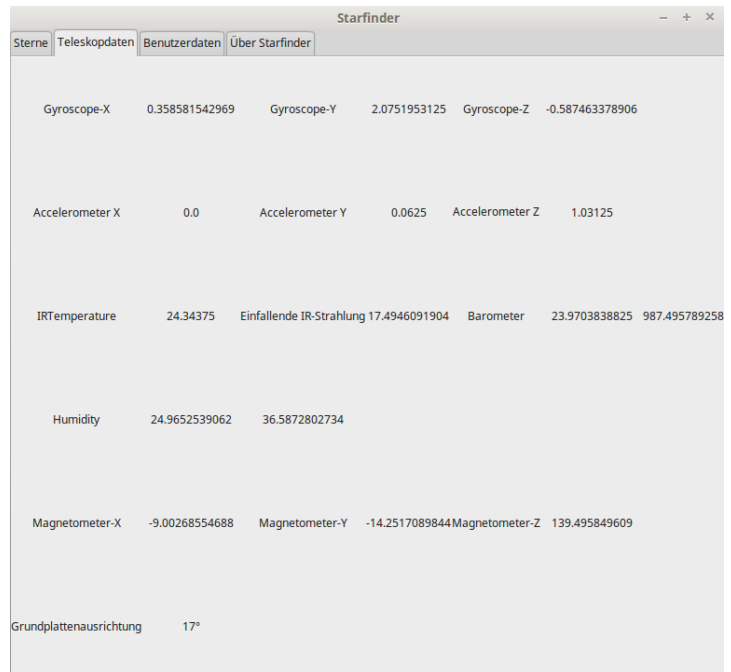 Starfinder
Sterne Teleskopdaten Benutzerdaten Über Starfinder
Gyroscope-X 0.358581542969 Gyroscope-Y 2.0751953125 Gyroscope-Z -0.587463378906
Accelerometer X 0.0 Accelerometer Y 0.0625 Accelerometer Z 1.03125
IRTemperature 24.34375 Einfallende IR-Strahlung 17.4946091904 Barometer 23.9703838825 987.495789258
Humidity 24.9652539062 36.5872802734
Magnetometer-X -9.00268554688 Magnetometer-Y -14.2517089844 Magnetometer-Z 139.495849609
Grundplattenausrichtung 17°